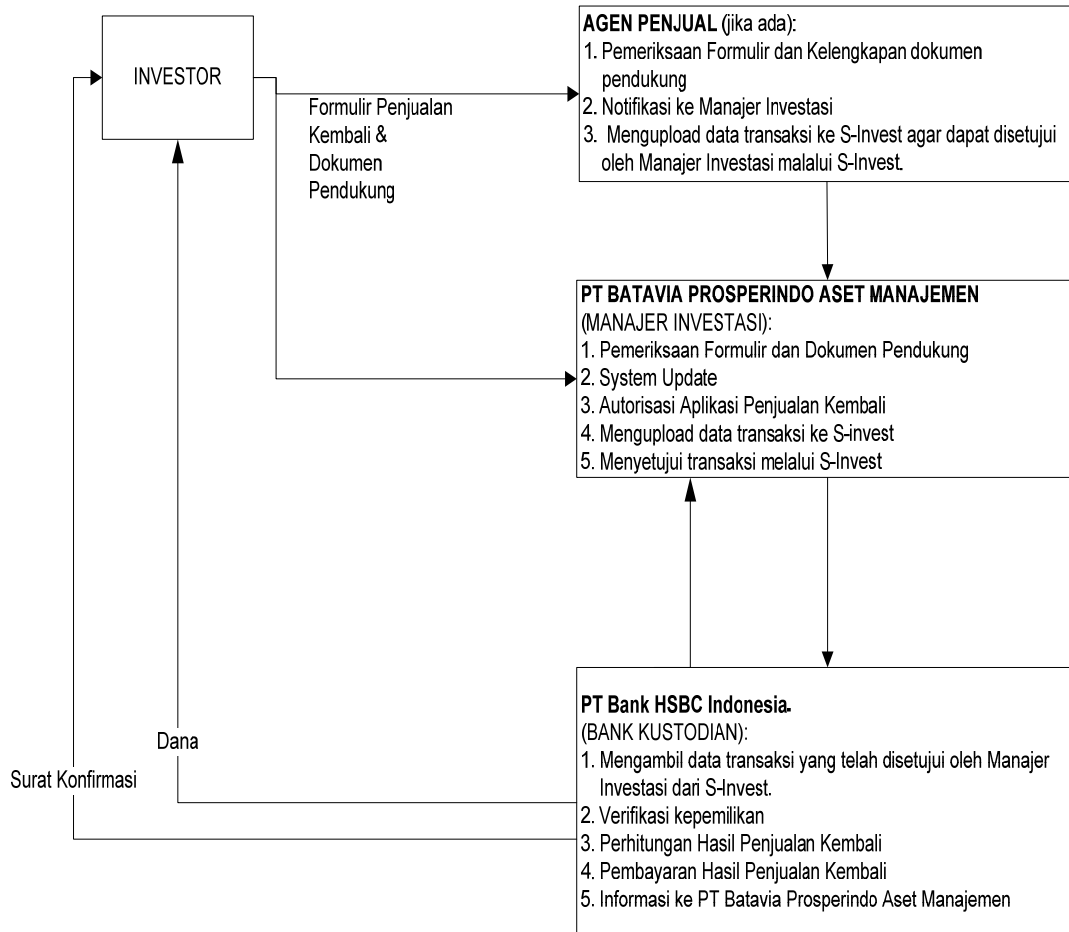 INVESTOR
Formulir Penjualan
Kembali &
Dokumen
Pendukung
AGEN PENJUAL (jika ada):
1. Pemeriksaan Formulir dan Kelengkapan dokumen
pendukung
2. Notifikasi ke Manajer Investasi
3. Mengupload data transaksi ke S-Invest agar dapat disetujui
oleh Manajer Investasi malalui S-Invest.
PT BATAVIA PROSPERINDO ASET MANAJEMEN
(MANAJER INVESTASI):
1. Pemeriksaan Formulir dan Dokumen Pendukung
2. System Update
3. Autorisasi Aplikasi Penjualan Kembali
4. Mengupload data transaksi ke S-invest
5. Menyetujui transaksi melalui S-Invest
PT Bank HSBC Indonesia.
(BANK KUSTODIAN):
1. Mengambil data transaksi yang telah disetujui oleh Manajer
Investasi dari S-Invest.
2. Verifikasi kepemilikan
3. Perhitungan Hasil Penjualan Kembali
4. Pembayaran Hasil Penjualan Kembali
5. Informasi ke PT Batavia Prosperindo Aset Manajemen
Dana
Surat Konfirmasi